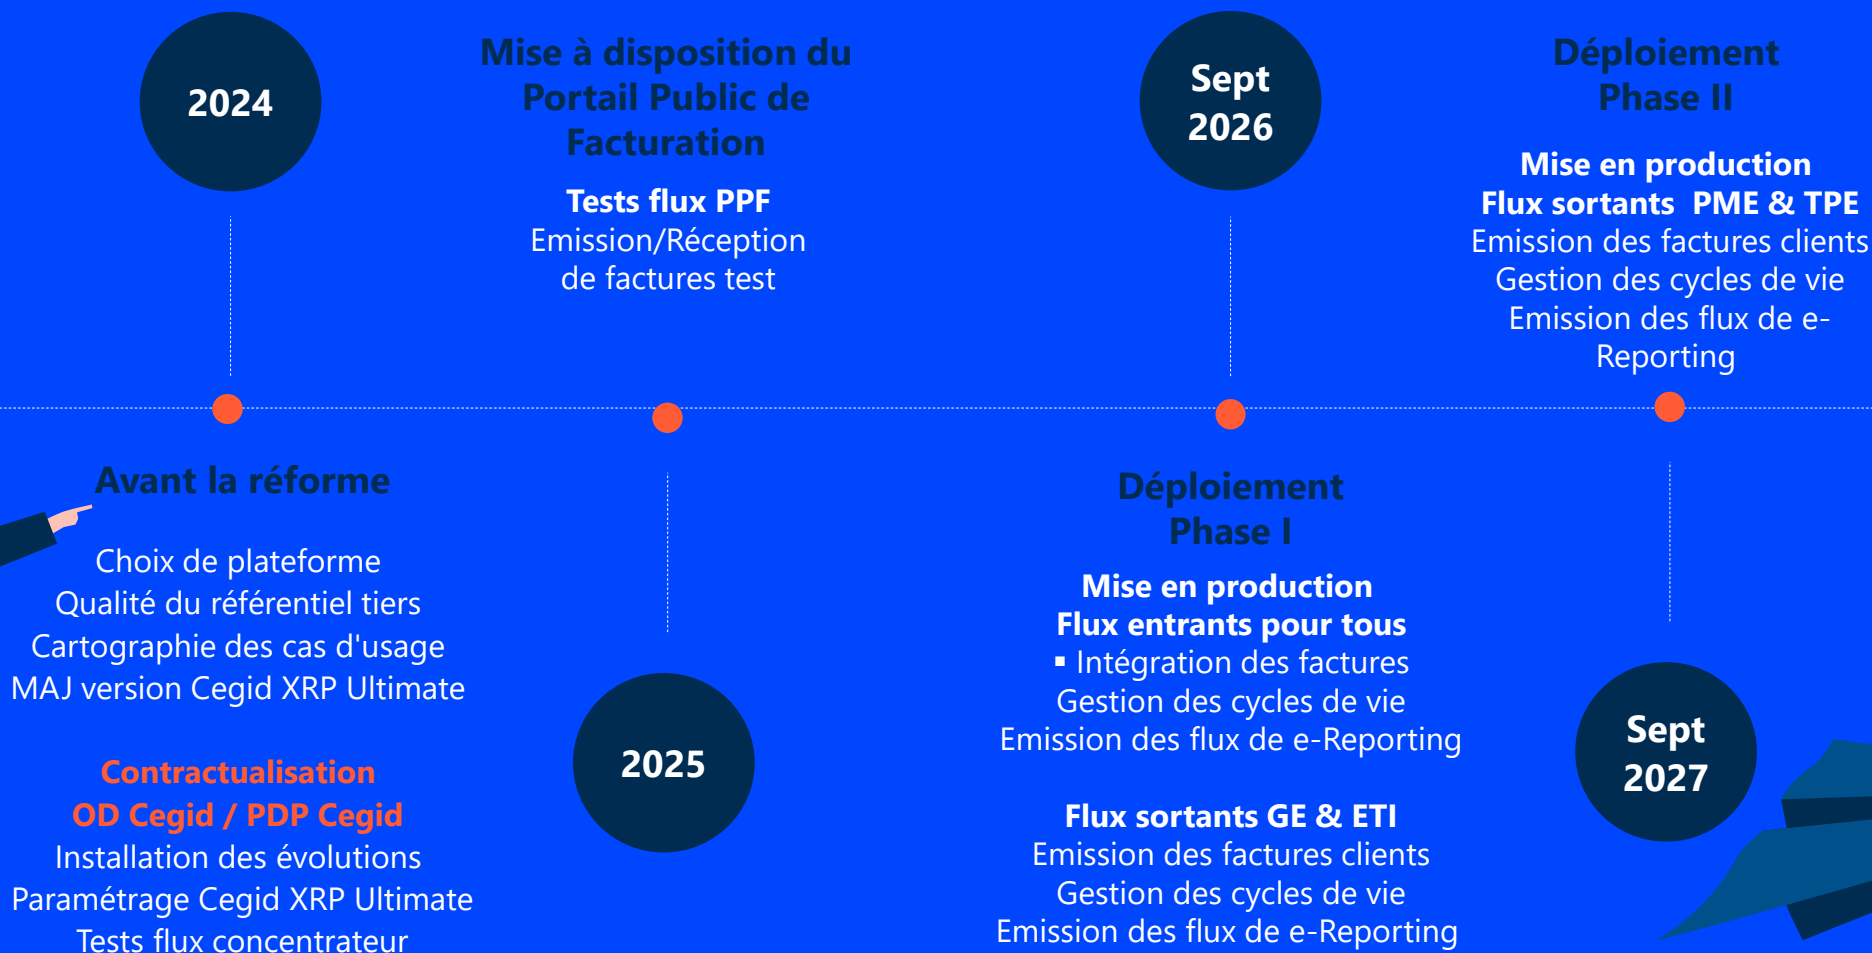 2024
Avant la réforme
Choix de plateforme
Qualité du référentiel tiers
Cartographie des cas d'usage
MAJ version Cegid XRP Ultimate
Contractualisation
OD Cegid / PDP Cegid
Installation des évolutions
Paramétrage Cegid XRP Ultimate
Tests flux concentrateur
Mise à disposition du
Portail Public de
Facturation
Tests flux PPF
Emission/Réception
de factures test
2025
Sept
2026
Déploiement
Phase I
Mise en production
Flux entrants pour tous
▪ Intégration des factures
Gestion des cycles de vie
Emission des flux de e-Reporting
Flux sortants GE & ETI
Emission des factures clients
Gestion des cycles de vie
Emission des flux de e-Reporting
Déploiement
Phase II
Mise en production
Flux sortants PME & TPE
Emission des factures clients
Gestion des cycles de vie
Emission des flux de e-
Reporting
Sept
2027